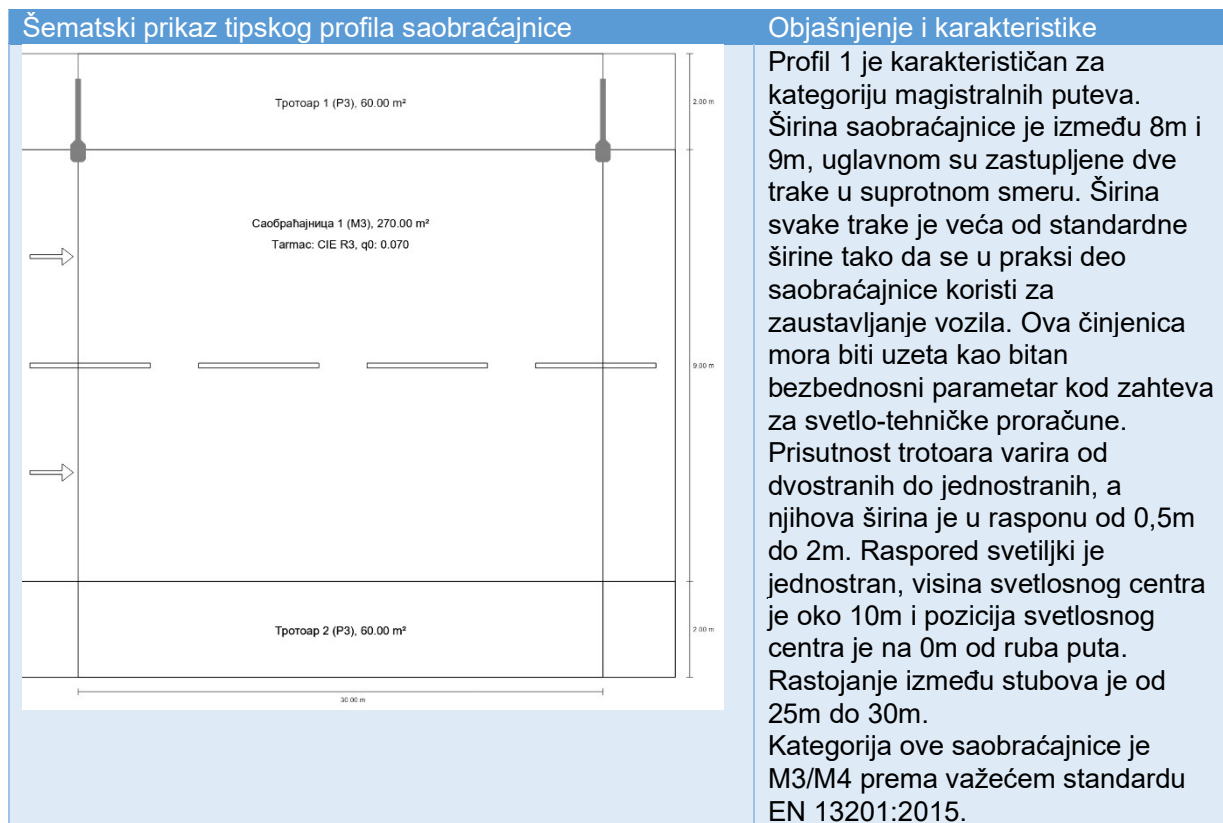 Šematski prikaz tipskog profila saobraćajnice
Тротоар 1 (P3), 60.00 m²
2.00 m
Саобраћајница 1 (M3), 270.00 m²
Tarmac: CIE R3, q0: 0.070
9.00 m
Тротоар 2 (P3), 60.00 m²
2.00 m
30.00 m
Objašnjenje i karakteristike
Profil 1 je karakterističan za
kategoriju magistralnih puteva.
Širina saobraćajnice je između 8m i
9m, uglavnom su zastupljene dve
trake u suprotnom smeru. Širina
svake trake je veća od standardne
širine tako da se u praksi deo
saobraćajnice koristi za
zaustavljanje vozila. Ova činjenica
mora biti uzeta kao bitan
bezbednosni parametar kod zahteva
za svetlo-tehničke proračune.
Prisutnost trotoara varira od
dvostranih do jednostranih, a
njihova širina je u rasponu od 0,5m
do 2m. Raspored svetiljki je
jednostran, visina svetlosnog centra
je oko 10m i pozicija svetlosnog
centra je na 0m od ruba puta.
Rastojanje između stubova je od
25m do 30m.
Kategorija ove saobraćajnice je
M3/M4 prema važećem standardu
EN 13201:2015.